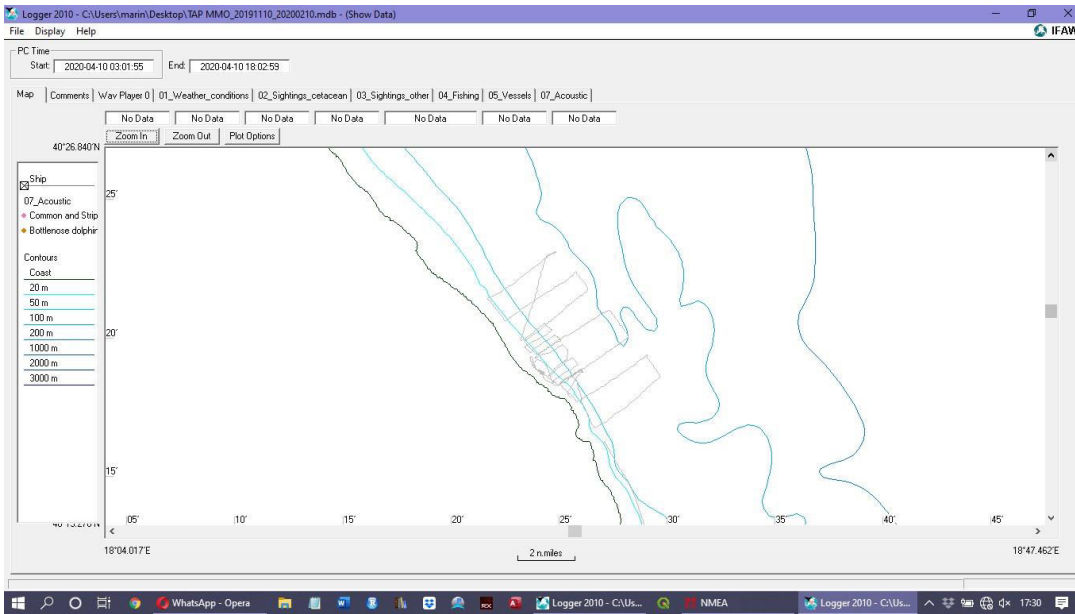 Logger 2010 - C:\Users\marin\Desktop\TAP MMO_20191110_20200210.mdb - (Show Data)
File Display Help
IFAW
PC Time
Start: 2020-04-10 03:01:55 End: 2020-04-10 18:02:59
Map Comments Wav Player 0 01_Weather_conditions 02_Sightings_cetacean 03_Sightings_other 04_Fishing 05_Vessels 07_Acoustic
No Data No Data No Data No Data No Data No Data No Data
Zoom In Zoom Out Plot Options
40°26.840'N
Ship
07_Acoustic
Common and Strip
Bottlenose dolphin
Contours
Coast
20 m
50 m
100 m
200 m
1000 m
2000 m
3000 m
25'
20'
15'
05' 10' 15' 20' 25' 30' 35' 40' 45'
18°04.017'E 2 n.miles 18°47.462'E
WhatsApp - Opera Logger 2010 - C:\Us... NMEA Logger 2010 - C:\Us... 17:30